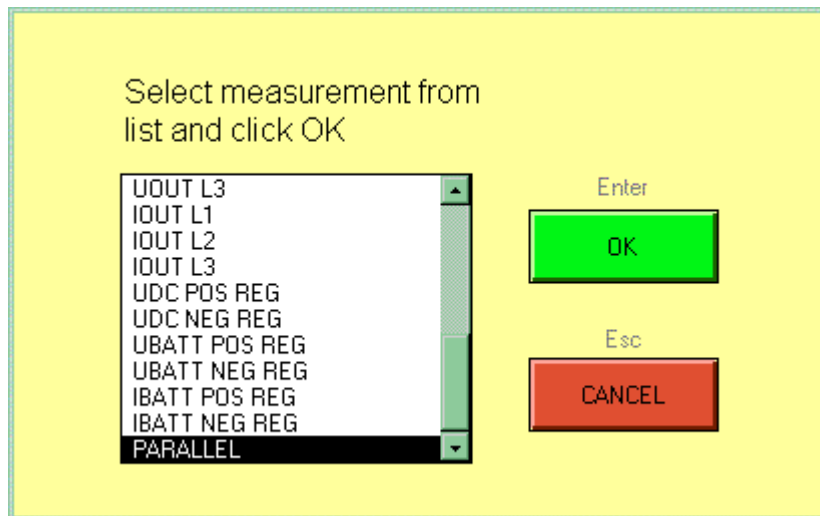 Select measurement from
list and click OK
UOUT L3
IOUT L1
IOUT L2
IOUT L3
UDC POS REG
UDC NEG REG
UBATT POS REG
UBATT NEG REG
IBATT POS REG
IBATT NEG REG
PARALLEL
Enter
OK
Esc
CANCEL